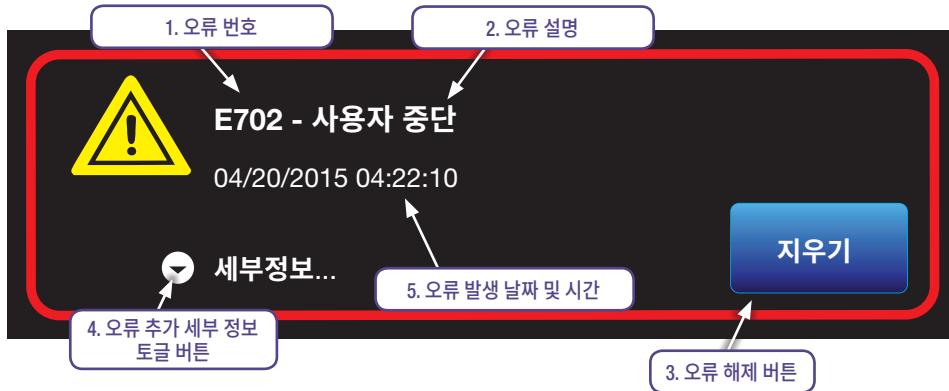 1. 오류 번호
2. 오류 설명
E702 - 사용자 중단
04/20/2015 04:22:10
지우기
세부정보...
5. 오류 발생 날짜 및 시간
4. 오류 추가 세부 정보
토글 버튼
3. 오류 해제 버튼